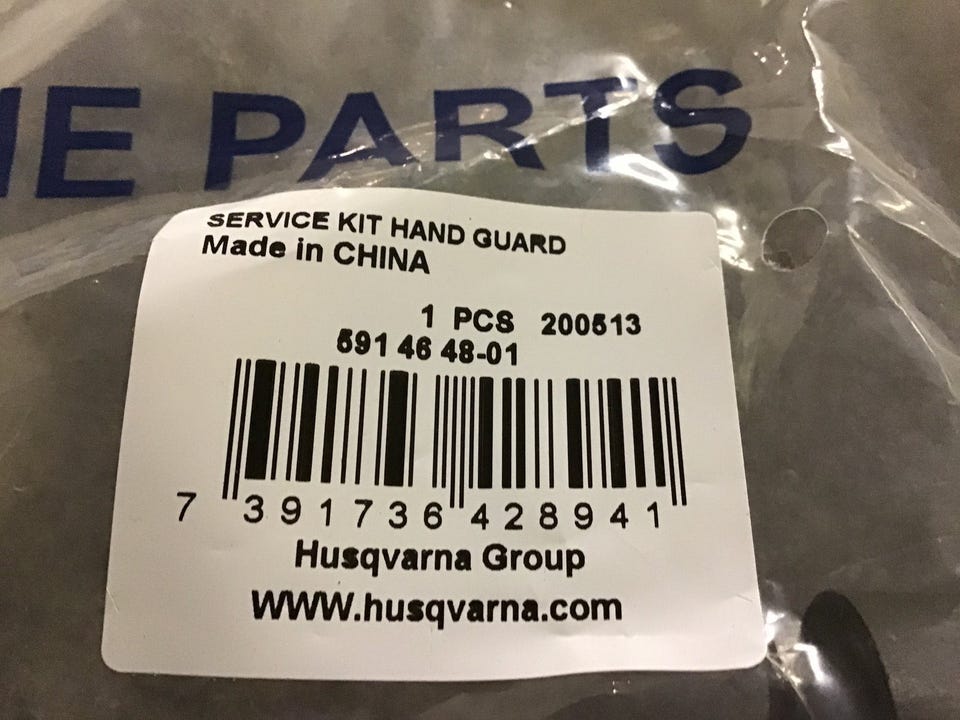 NE PARTS
SERVICE KIT HAND GUARD
Made in CHINA
1 PCS 200513
591 46 48-01
7 391736 428941
Husqvarna Group
WWW.husqvarna.com